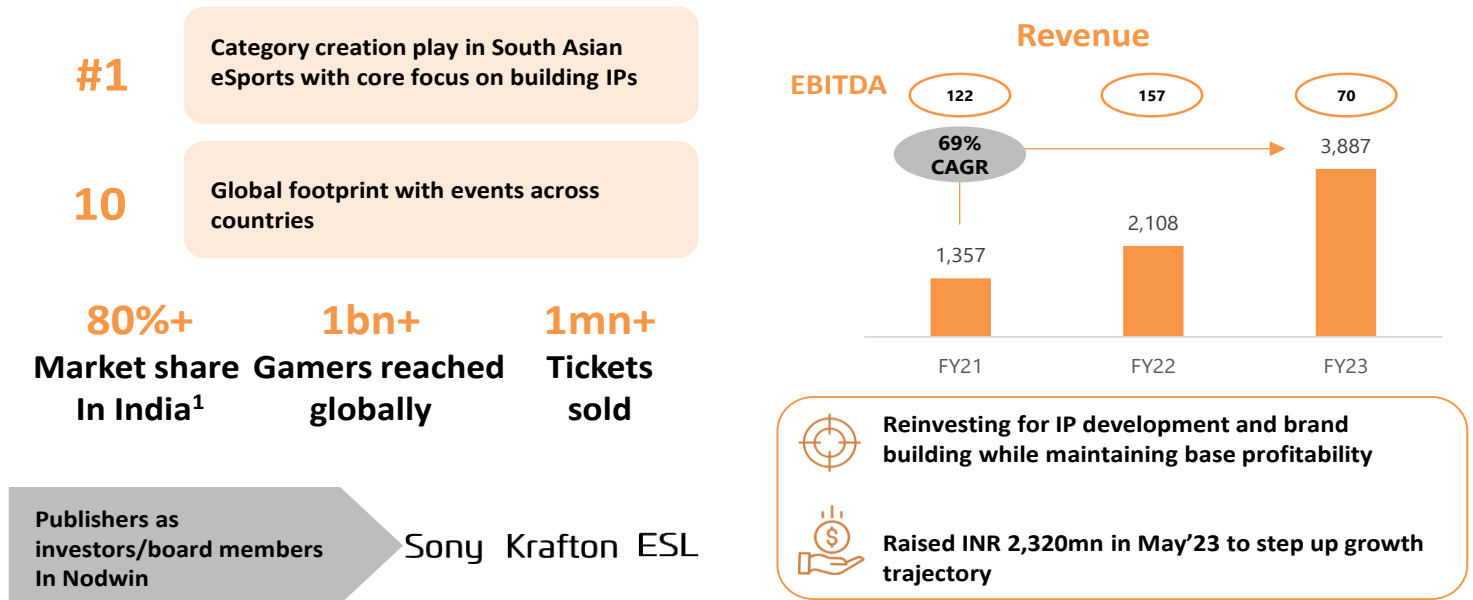 #1
Category creation play in South Asian
eSports with core focus on building IPs
10
Global footprint with events across
countries
80%+
Market share
In India¹
1bn+
Gamers reached
globally
1mn+
Tickets
sold
Publishers as
investors/board members
In Nodwin
Sony Krafton ESL
Revenue
EBITDA
122
157
70
69%
CAGR
1,357
2,108
3,887
FY21
FY22
FY23
Reinvesting for IP development and brand
building while maintaining base profitability
$
Raised INR 2,320mn in May’23 to step up growth
trajectory